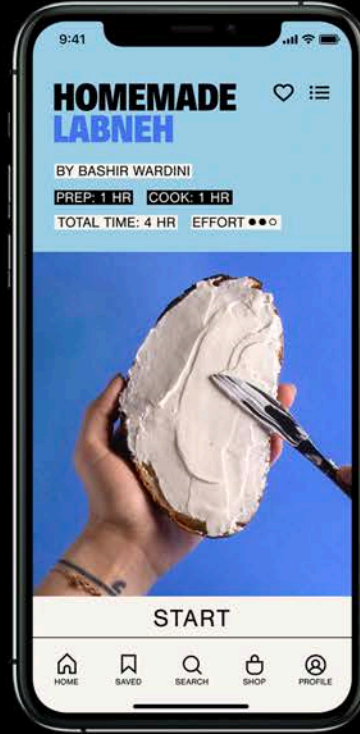 9:41
HOMEMADE
LABNEH
BY BASHIR WARDINI
PREP: 1 HR COOK: 1 HR
TOTAL TIME: 4 HR EFFORT ●●○
START
HOME SAVED SEARCH SHOP PROFILE